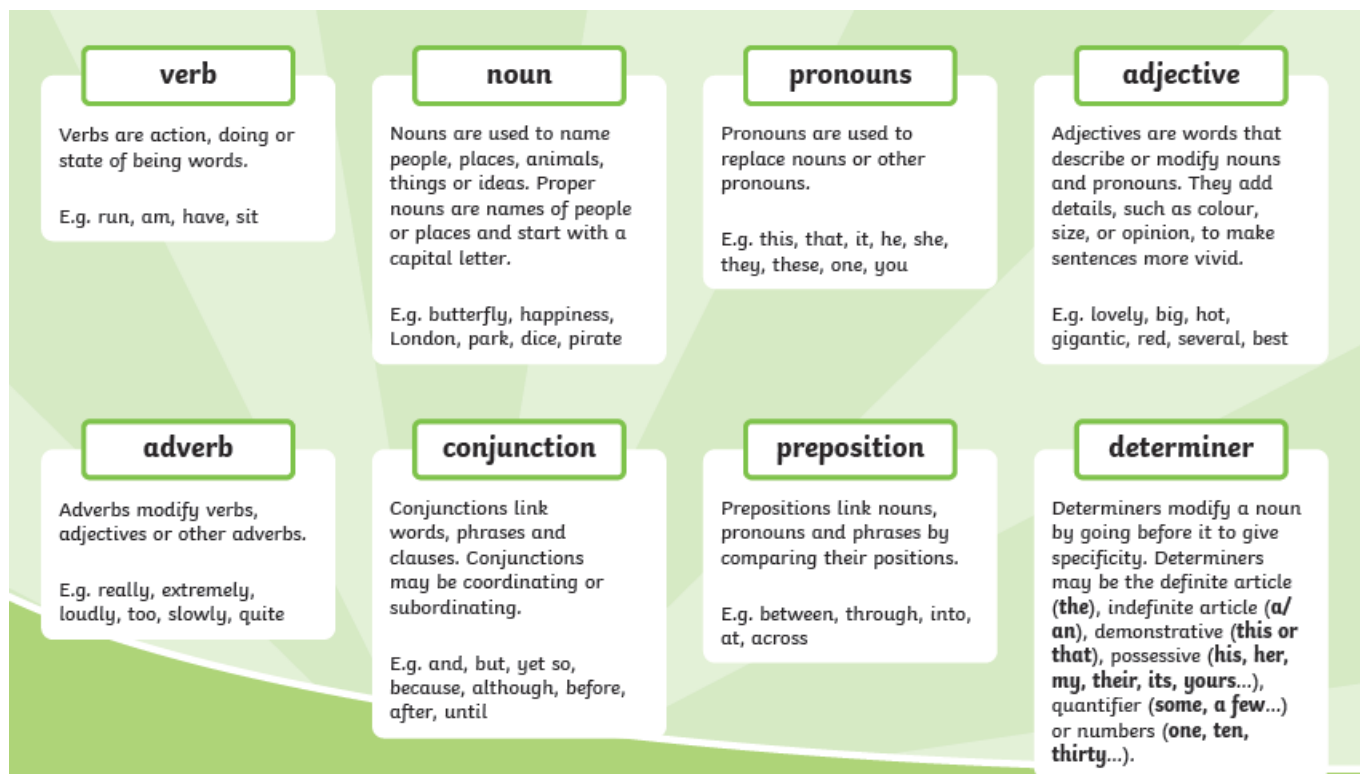 verb
Verbs are action, doing or
state of being words.
E.g. run, am, have, sit
noun
Nouns are used to name
people, places, animals,
things or ideas. Proper
nouns are names of people
or places and start with a
capital letter.
E.g. butterfly, happiness,
London, park, dice, pirate
pronouns
Pronouns are used to
replace nouns or other
pronouns.
E.g. this, that, it, he, she,
they, these, one, you
adjective
Adjectives are words that
describe or modify nouns
and pronouns. They add
details, such as colour,
size, or opinion, to make
sentences more vivid.
E.g. lovely, big, hot,
gigantic, red, several, best
adverb
Adverbs modify verbs,
adjectives or other adverbs.
E.g. really, extremely,
loudly, too, slowly, quite
conjunction
Conjunctions link
words, phrases and
clauses. Conjunctions
may be coordinating or
subordinating.
E.g. and, but, yet so,
because, although, before,
after, until
preposition
Prepositions link nouns,
pronouns and phrases by
comparing their positions.
E.g. between, through, into,
at, across
determiner
Determiners modify a noun
by going before it to give
specificity. Determiners
may be the definite article
(the), indefinite article (a/
an), demonstrative (this or
that), possessive (his, her,
my, their, its, yours...),
quantifier (some, a few...)
or numbers (one, ten,
thirty...).